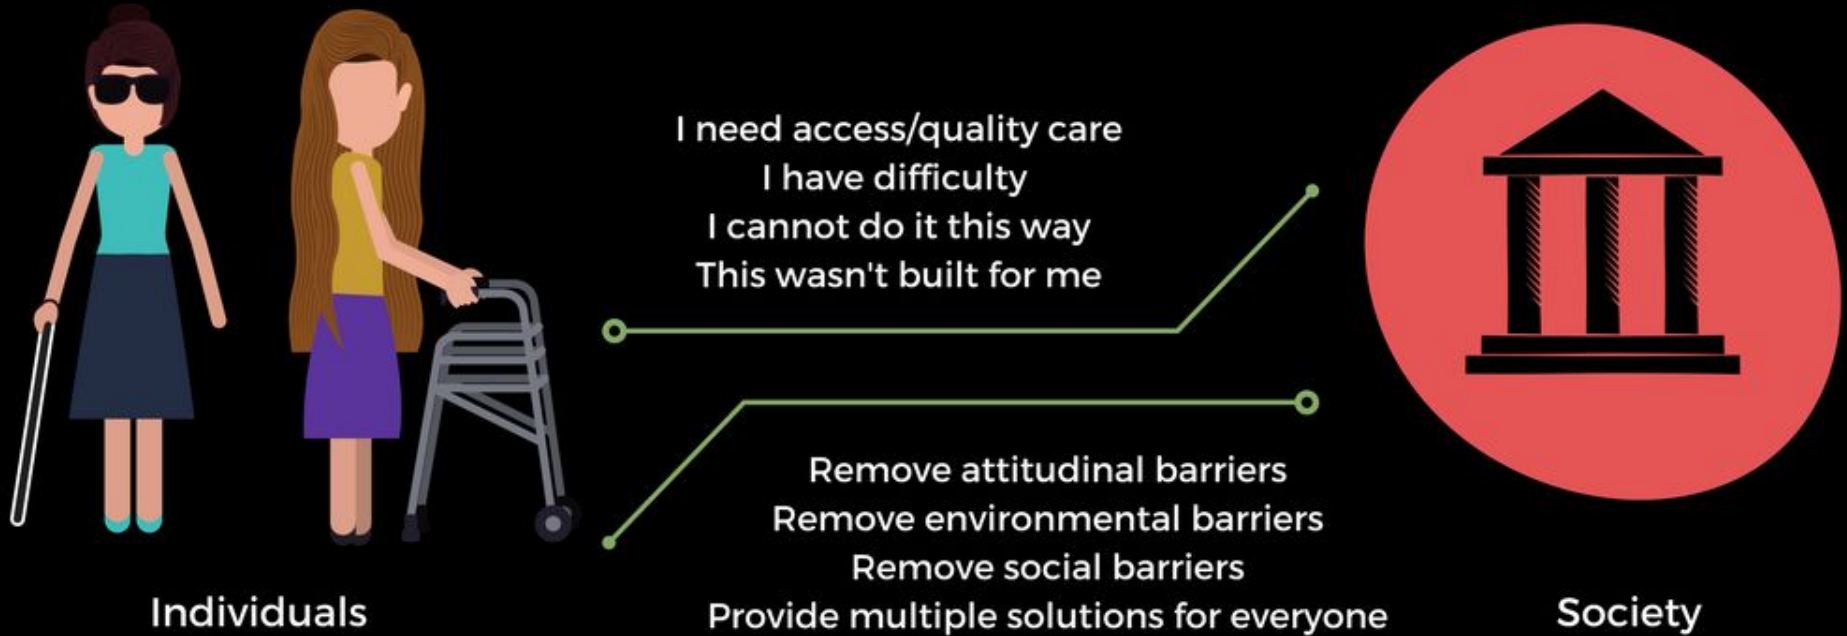 I need access/quality care
I have difficulty
I cannot do it this way
This wasn't built for me
Remove attitudinal barriers
Remove environmental barriers
Remove social barriers
Provide multiple solutions for everyone
Individuals
Society